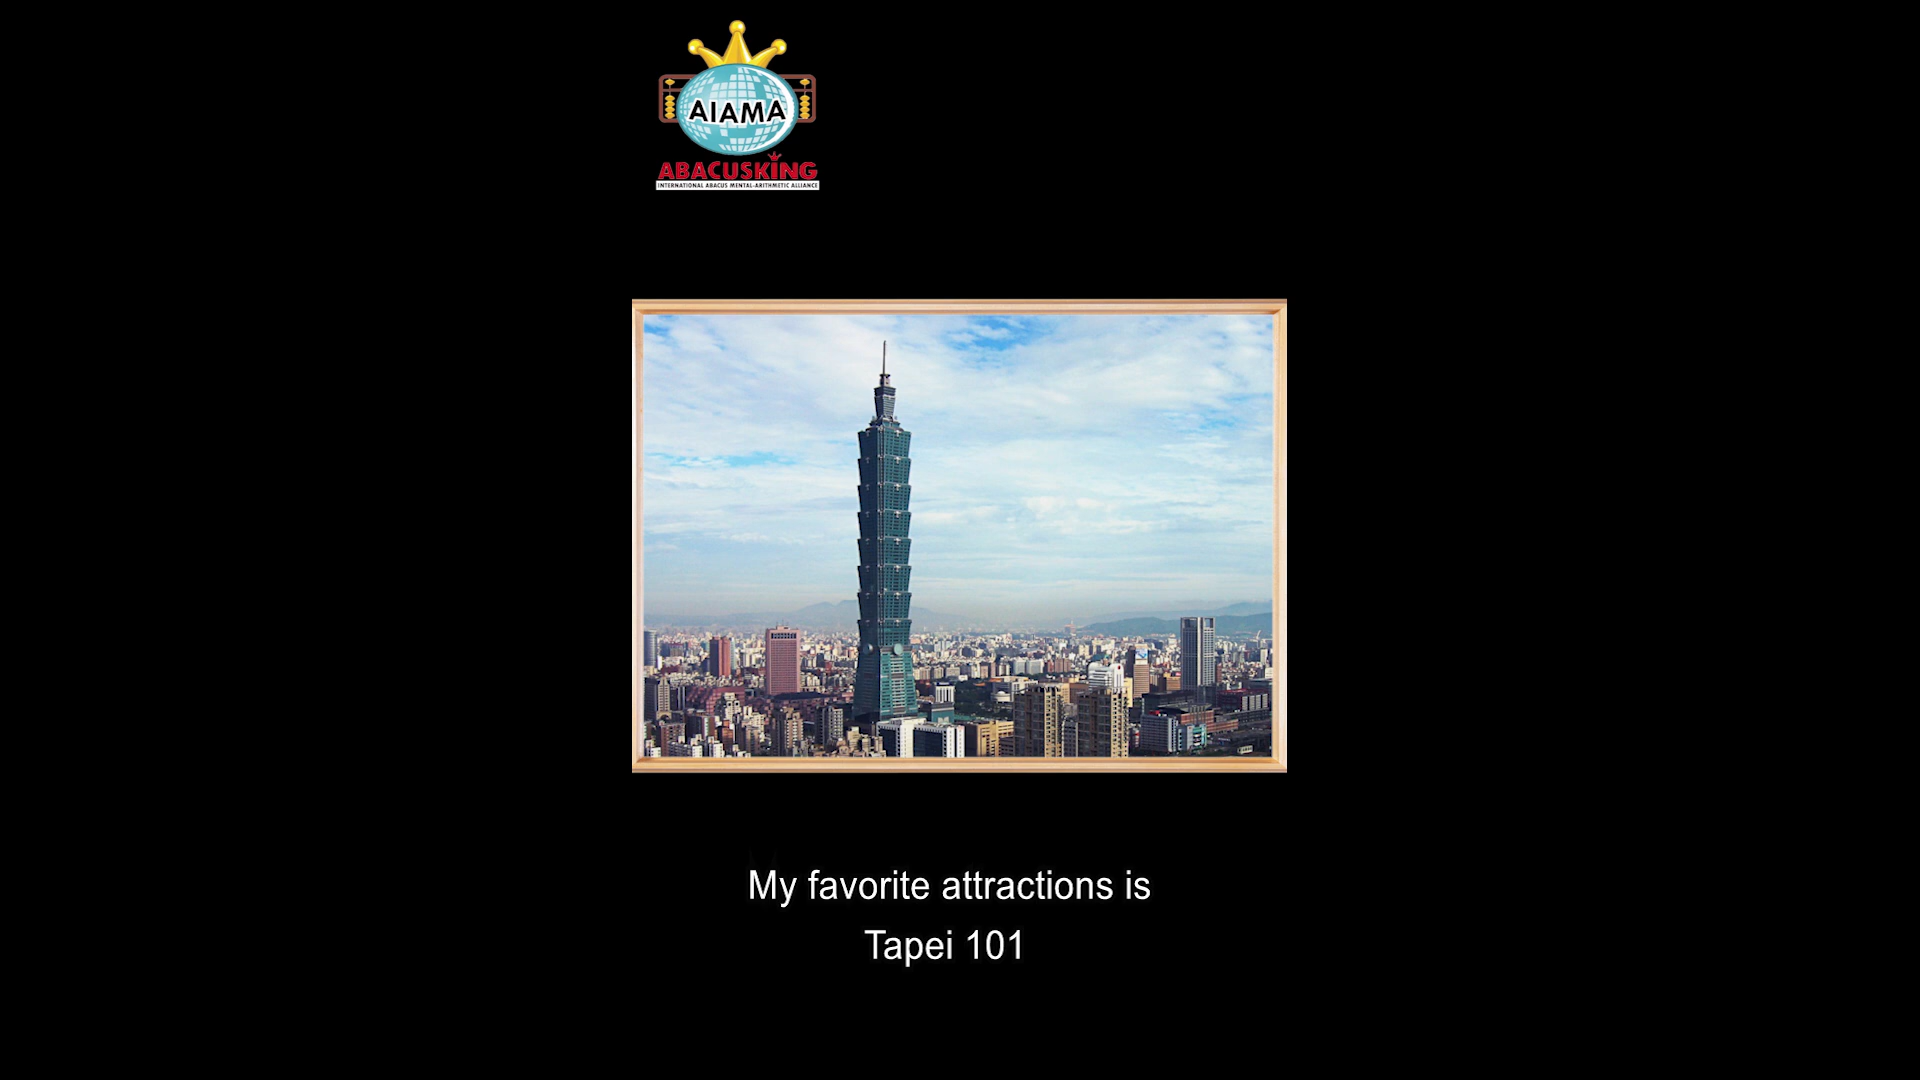 AIAMA
ABACUSKING
INTERNATIONAL ABACUS MENTAL-ARITHMETIC ALLIANCE
My favorite attractions is
Tapei 101